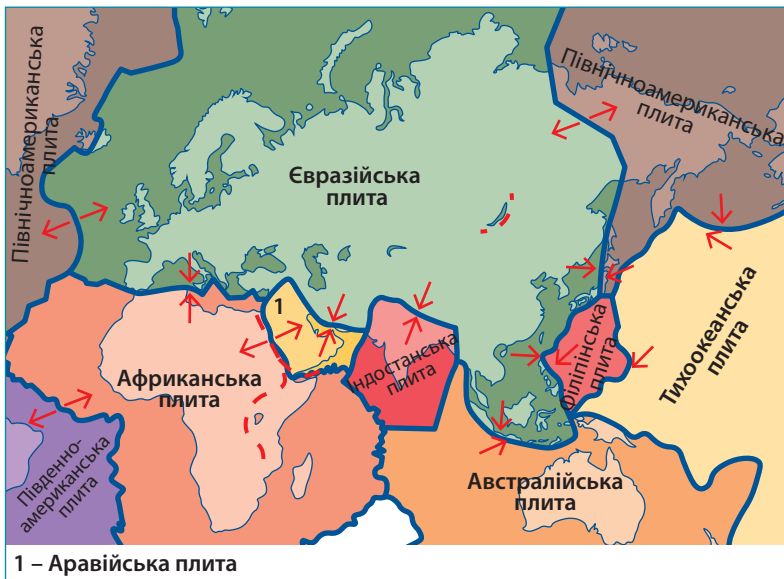 Північноамериканська
плита
Північноамериканська
плита
Євразійська
плита
1
Африканська
плита
Індостанська
плита
Філіпінська
плита
Тихоокеанська
плита
Південно-
американська
плита
Австралійська
плита
1 – Аравійська плита